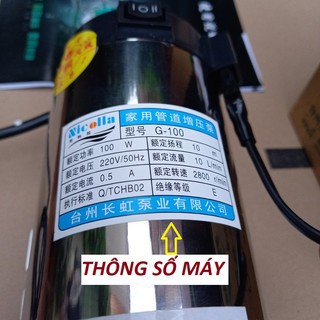 Nicolla
家用管道增压泵
型号 G-100
额定功率 100 W 额定扬程 10 m
额定电压 220V/50Hz 额定流量 10 L/min
额定电流 0.5 A 额定转速 2800 r/min
执行标准 Q/TCHB02 绝缘等级 E
台州长虹泵业有限公司
THÔNG SỐ MÁY